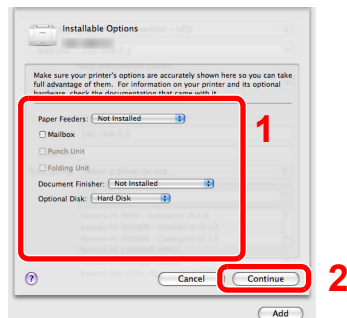 Installable Options
Make sure your printer's options are accurately shown here so you can take
full advantage of them. For information on your printer and its optional
hardware, check the documentation that came with it.
Paper Feeders: Not Installed
Mailbox
Punch Unit
Folding Unit
Document Finisher: Not Installed
Optional Disk: Hard Disk
1
? Cancel Continue
2
Add